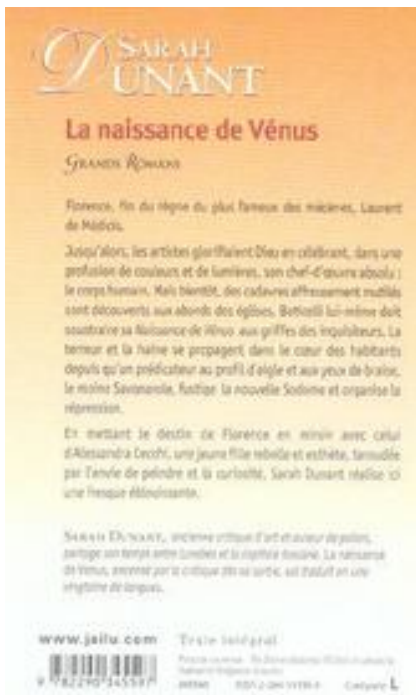 SARAH
DUNANT
La naissance de Vénus
GRANDS ROMANS
Florence, fin du règne du plus fameux des mécènes, Laurent
de Médicis.
Jusqu'alors, les artistes glorifiaient Dieu en célébrant, dans une
profusion de couleurs et de lumières, son chef-d'œuvre absolu :
le corps humain. Mais bientôt, des cadavres affreusement mutilés
sont découverts aux abords des églises. Botticelli lui-même doit
soustraire sa Naissance de Vénus aux griffes des inquisiteurs. La
terreur et la haine se propagent dans le cœur des habitants
depuis qu'un prédicateur au profil d'aigle et aux yeux de braise,
le moine Savonarole, fustige la nouvelle Sodome et organise la
répression.
En mettant le destin de Florence en miroir avec celui
d'Alessandra Cecchi, une jeune fille rebelle et esthète, taraudée
par l'envie de peindre et la curiosité, Sarah Dunant réalise ici
une fresque éblouissante.
SARAH DUNANT, ancienne critique d'art et auteur de polars,
partage son temps entre Londres et la capitale toscane. La naissance
de Vénus, encensé par la critique dès sa sortie, est traduit en une
vingtaine de langues.
www.jailu.com Texte intégral
9 782290 345597
Catégorie L